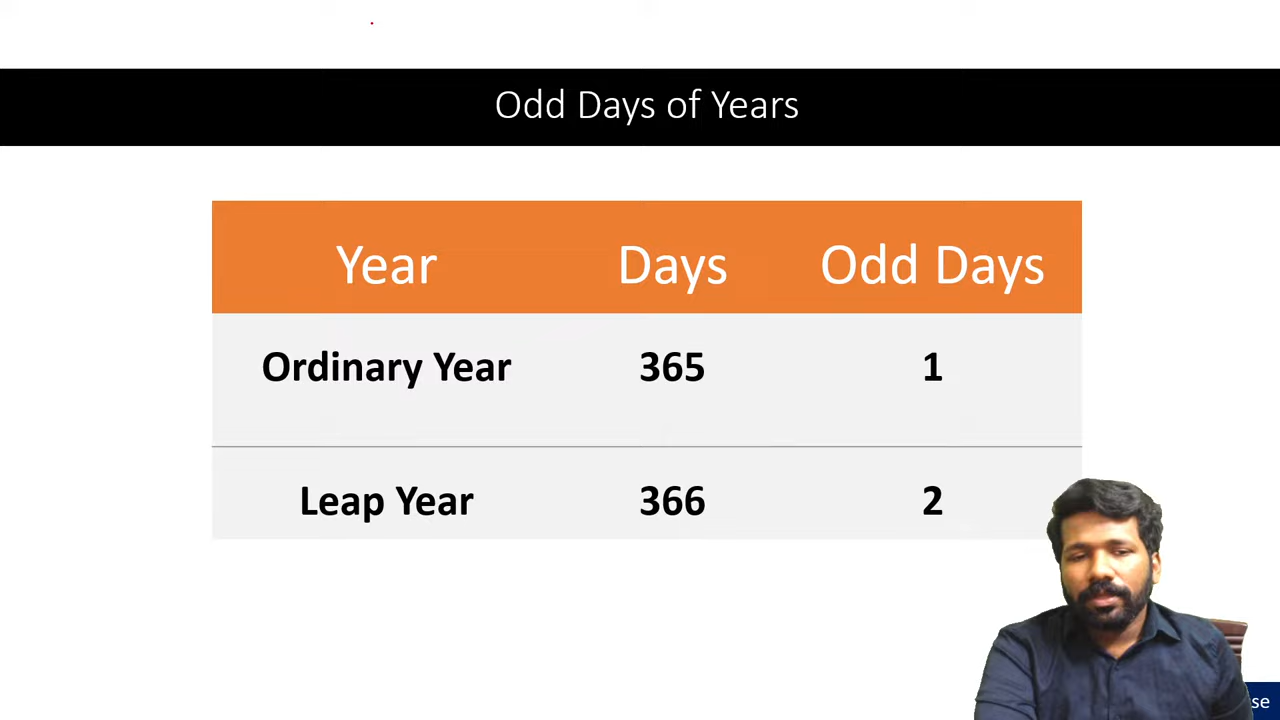 Odd Days of Years
Year Days Odd Days
Ordinary Year 365 1
Leap Year 366 2